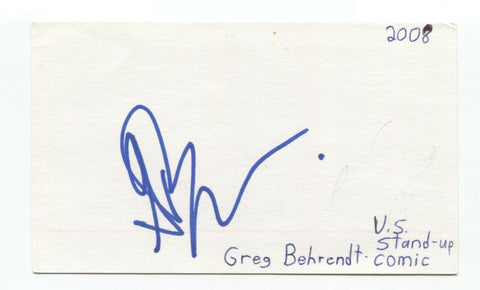 2008
U.S.
Stand-up
Greg Behrendt - comic